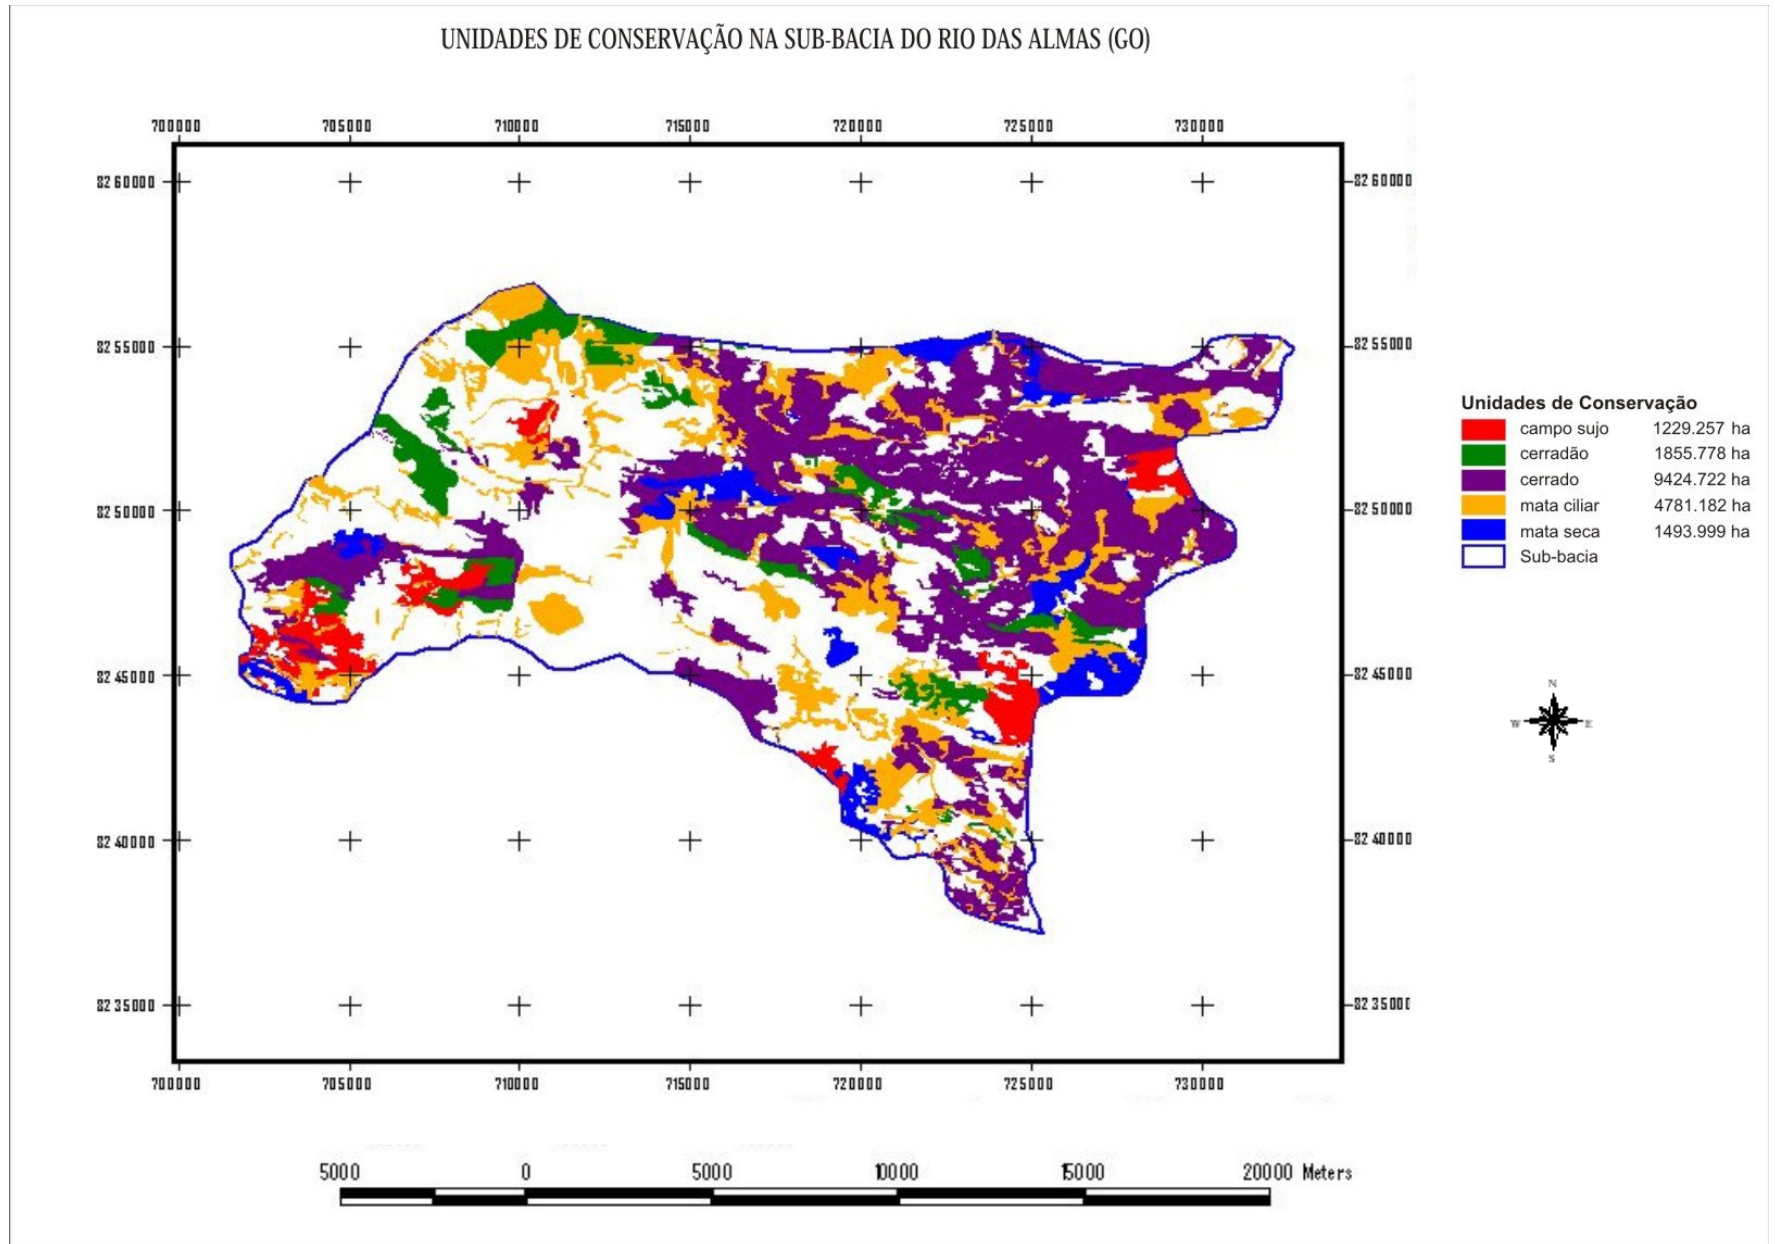 UNIDADES DE CONSERVAÇÃO NA SUB-BACIA DO RIO DAS ALMAS (GO)
700000 705000 710000 715000 720000 725000 730000
8260000 8260000
8255000 8255000
8250000 8250000
8245000 8245000
8240000 8240000
8235000 8235000
700000 705000 710000 715000 720000 725000 730000
Unidades de Conservação
campo sujo 1229.257 ha
cerradão 1855.778 ha
cerrado 9424.722 ha
mata ciliar 4781.182 ha
mata seca 1493.999 ha
Sub-bacia
N
W E
S
5000 0 5000 10000 15000 20000 Meters